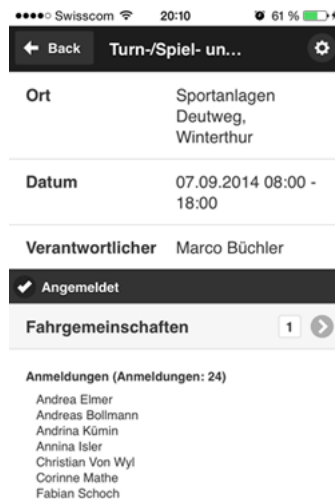 Swisscom 20:10 61 %
Back Turn-/Spiel- un...
Ort Sportanlagen
Deutweg,
Winterthur
Datum 07.09.2014 08:00 -
18:00
Verantwortlicher Marco Büchler
Angemeldet
Fahrgemeinschaften 1
Anmeldungen (Anmeldungen: 24)
Andrea Elmer
Andreas Bollmann
Andrina Kümin
Annina Isler
Christian Von Wyl
Corinne Mathe
Fabian Schoch